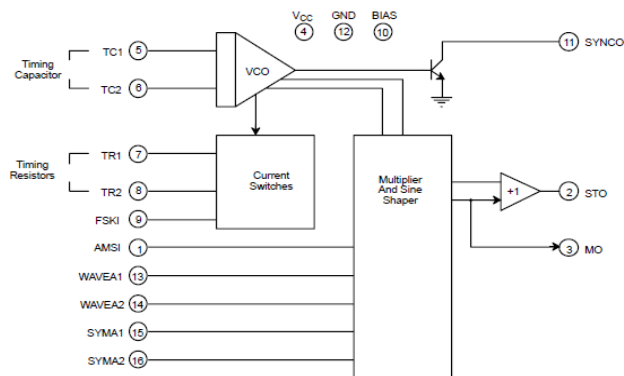 VCC GND BIAS
4 12 10
11 SYNCO
Timing
Capacitor
TC1 5
TC2 6
VCO
Timing
Resistors
TR1 7
TR2 8
FSKI 9
Current
Switches
Multiplier
And Sine
Shaper
+1
2 STO
3 MO
AMSI 1
WAVEA1 13
WAVEA2 14
SYMA1 15
SYMA2 16